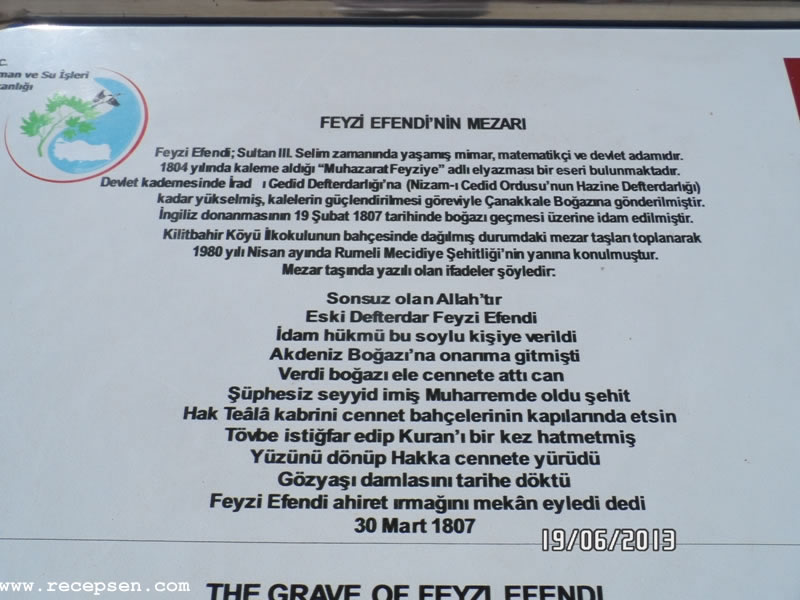 man ve Su İşleri
anlığı
FEYZİ EFENDİ'NİN MEZARI
Feyzi Efendi; Sultan III. Selim zamanında yaşamış mimar, matematikçi ve devlet adamıdır.
1804 yılında kaleme aldığı "Muhazarat Feyziye" adlı elyazması bir eseri bulunmaktadır.
Devlet kademesinde İrad ı Gedid Defterdarlığı'na (Nizam-ı Cedid Ordusu'nun Hazine Defterdarlığı)
kadar yükselmiş, kalelerin güçlendirilmesi göreviyle Çanakkale Boğazına gönderilmiştir.
İngiliz donanmasının 19 Şubat 1807 tarihinde boğazı geçmesi üzerine idam edilmiştir.
Kilitbahir Köyü İlkokulunun bahçesinde dağılmış durumdaki mezar taşları toplanarak
1980 yılı Nisan ayında Rumeli Mecidiye Şehitliği'nin yanına konulmuştur.
Mezar taşında yazılı olan ifadeler şöyledir:
Sonsuz olan Allah'tır
Eski Defterdar Feyzi Efendi
İdam hükmü bu soylu kişiye verildi
Akdeniz Boğazı'na onarıma gitmişti
Verdi boğazı ele cennete attı can
Şüphesiz seyyid imiş Muharremde oldu şehit
Hak Teâlâ kabrini cennet bahçelerinin kapılarında etsin
Tövbe istiğfar edip Kuran'ı bir kez hatmetmiş
Yüzünü dönüp Hakka cennete yürüdü
Gözyaşı damlasını tarihe döktü
Feyzi Efendi ahiret ırmağını mekân eyledi dedi
30 Mart 1807
19/06/2013
www.recepsen.com
THE GRAVE OF FEYZI EFENDI